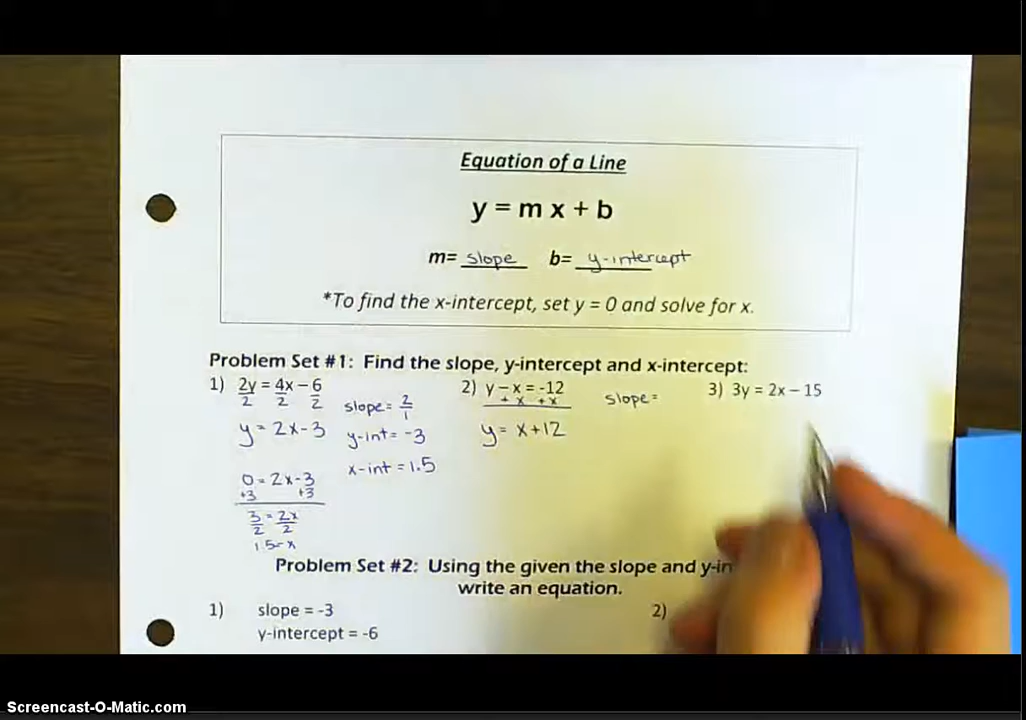 Equation of a Line
y = m x + b
m= slope b= y-intercept
*To find the x-intercept, set y = 0 and solve for x.
Problem Set #1: Find the slope, y-intercept and x-intercept:
1) 2y = 4x – 6
2 2 2
y = 2x - 3
slope = 2/1
y-int = -3
x-int = 1.5
0 = 2x - 3
+3 +3
3 = 2x
2 2
1.5 = x
2) y – x = -12
+ x + x
y = x + 12
slope =
3) 3y = 2x – 15
Problem Set #2: Using the given the slope and y-in
write an equation.
1) slope = -3
y-intercept = -6
2)
Screencast-O-Matic.com